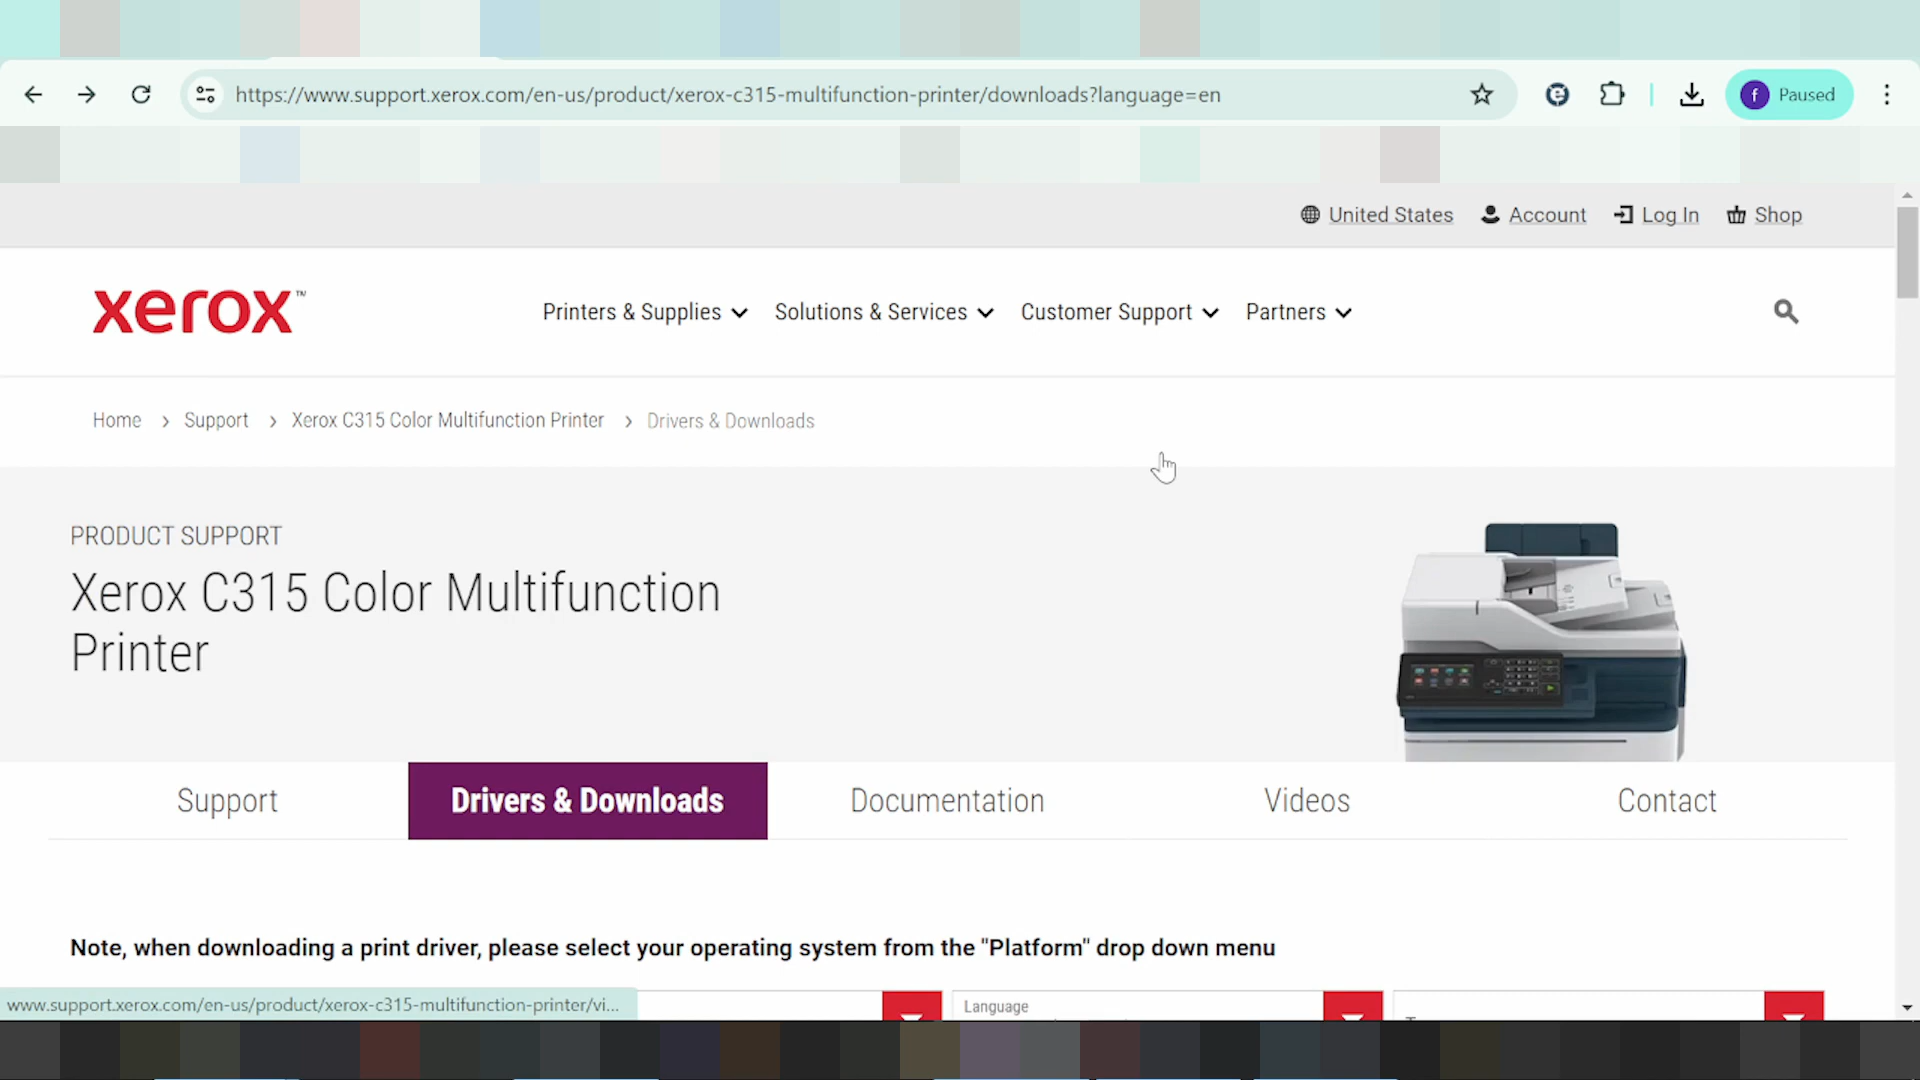 https://www.support.xerox.com/en-us/product/xerox-c315-multifunction-printer/downloads?language=en
f Paused
United States Account Log In Shop
xerox™
Printers & Supplies Solutions & Services Customer Support Partners
Home › Support › Xerox C315 Color Multifunction Printer › Drivers & Downloads
PRODUCT SUPPORT
Xerox C315 Color Multifunction
Printer
Support Drivers & Downloads Documentation Videos Contact
Note, when downloading a print driver, please select your operating system from the "Platform" drop down menu
www.support.xerox.com/en-us/product/xerox-c315-multifunction-printer/vi...
Language